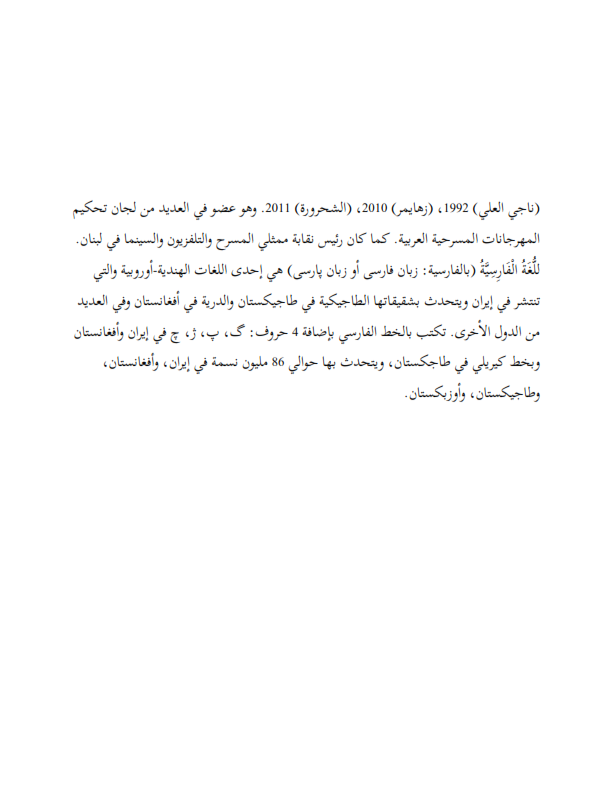 (ناجي العلي) 1992، (زهايمر) 2010، (الشحرورة) 2011. وهو عضو في العديد من لجان تحكيم
المهرجانات المسرحية العربية. كما كان رئيس نقابة ممثلي المسرح والتلفزيون والسينما في لبنان.
للُّغَةُ الْفَارِسِيَّةُ (بالفارسية: زبان فارسی أو زبان پارسی) هي إحدى اللغات الهندية-أوروبية والتي
تنتشر في إيران ويتحدث بشقيقاتها الطاجيكية في طاجيكستان والدرية في أفغانستان وفي العديد
من الدول الأخرى. تكتب بالخط الفارسي بإضافة 4 حروف: گ، پ، ژ، چ في إيران وأفغانستان
وبخط كيريلي في طاجكستان، ويتحدث بها حوالي 86 مليون نسمة في إيران، وأفغانستان،
وطاجيكستان، وأوزبكستان.